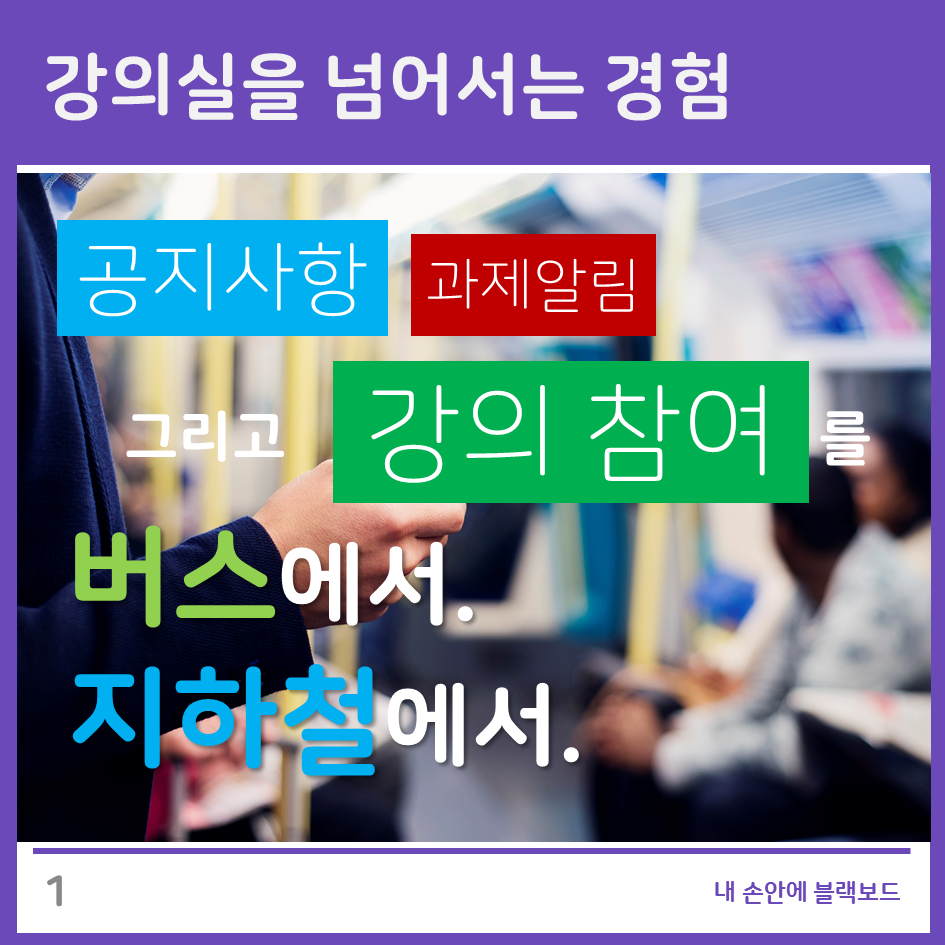 강의실을 넘어서는 경험
공지사항 과제알림
그리고 강의 참여 를
버스에서.
지하철에서.
1
내 손안에 블랙보드